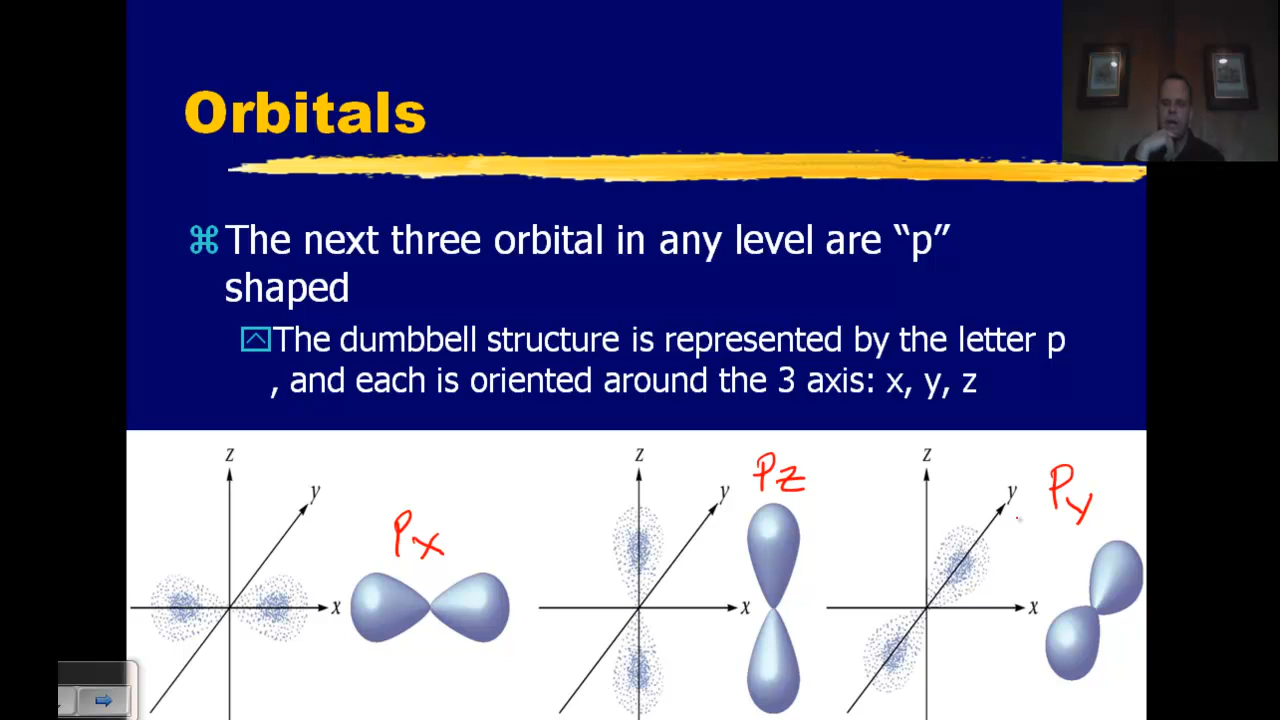 Orbitals
The next three orbital in any level are “p”
shaped
The dumbbell structure is represented by the letter p
, and each is oriented around the 3 axis: x, y, z
z
y
x
Px
z
y
x
Pz
z
y
x
Py